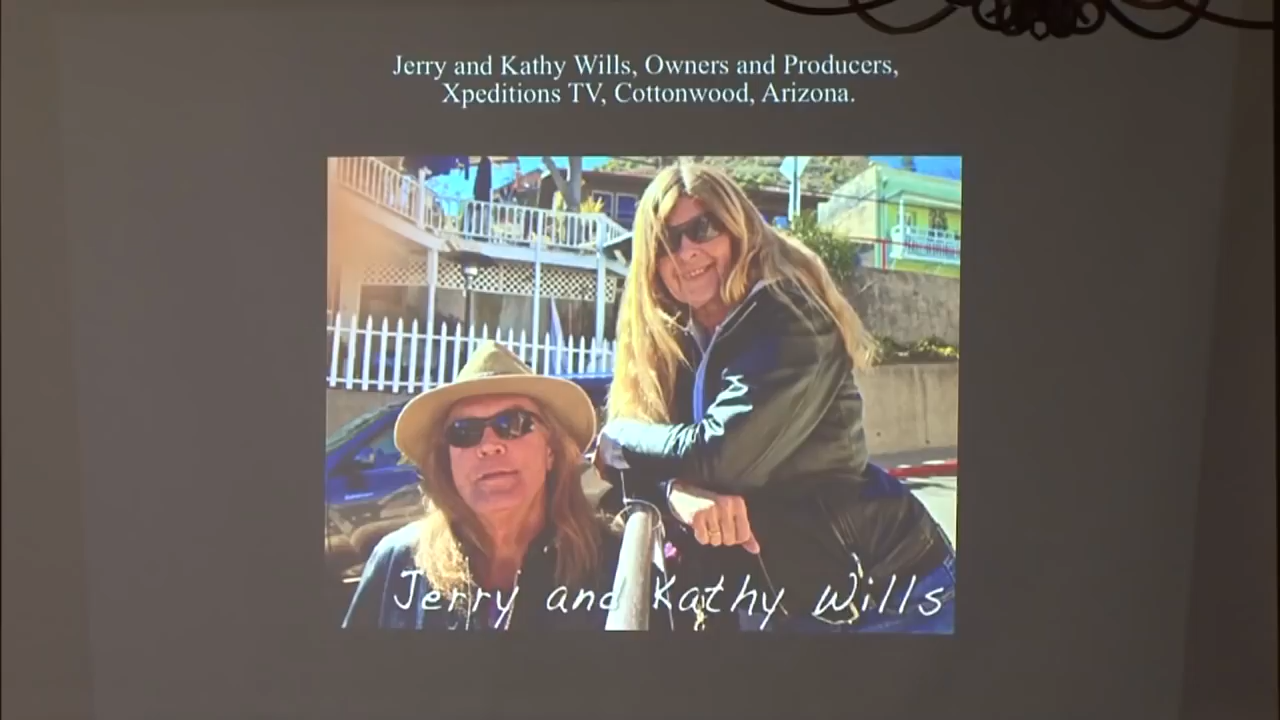 Jerry and Kathy Wills, Owners and Producers,
Xpeditions TV, Cottonwood, Arizona.
Jerry and Kathy Wills